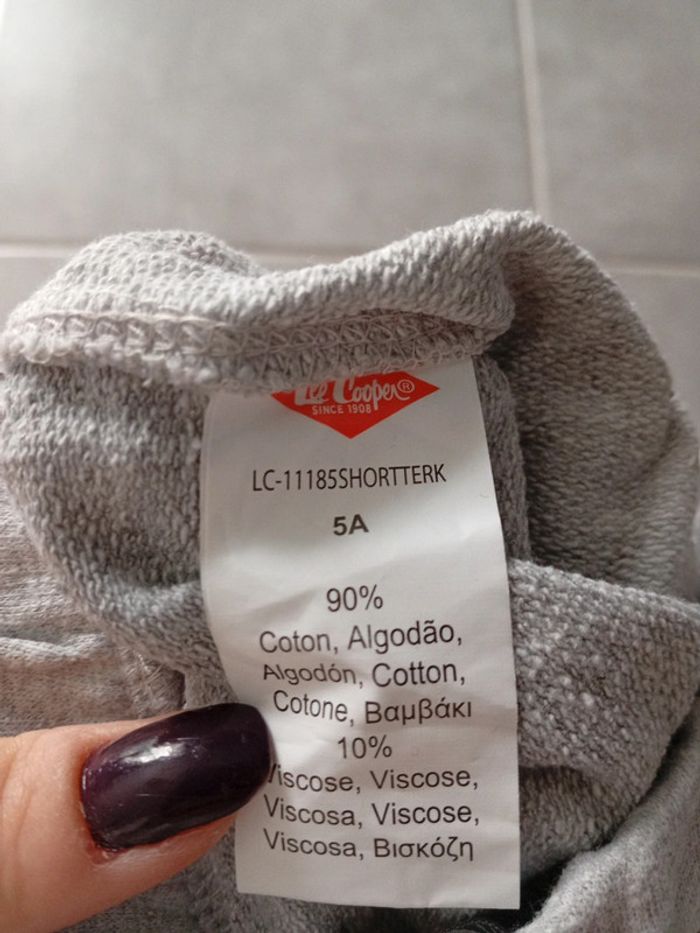 Lee Cooper®
SINCE 1908
LC-11185SHORTTERK
5A
90%
Coton, Algodão,
Algodón, Cotton,
Cotone, Βαμβάκι
10%
Viscose, Viscose,
Viscosa, Viscose,
Viscosa, Βισκόζη